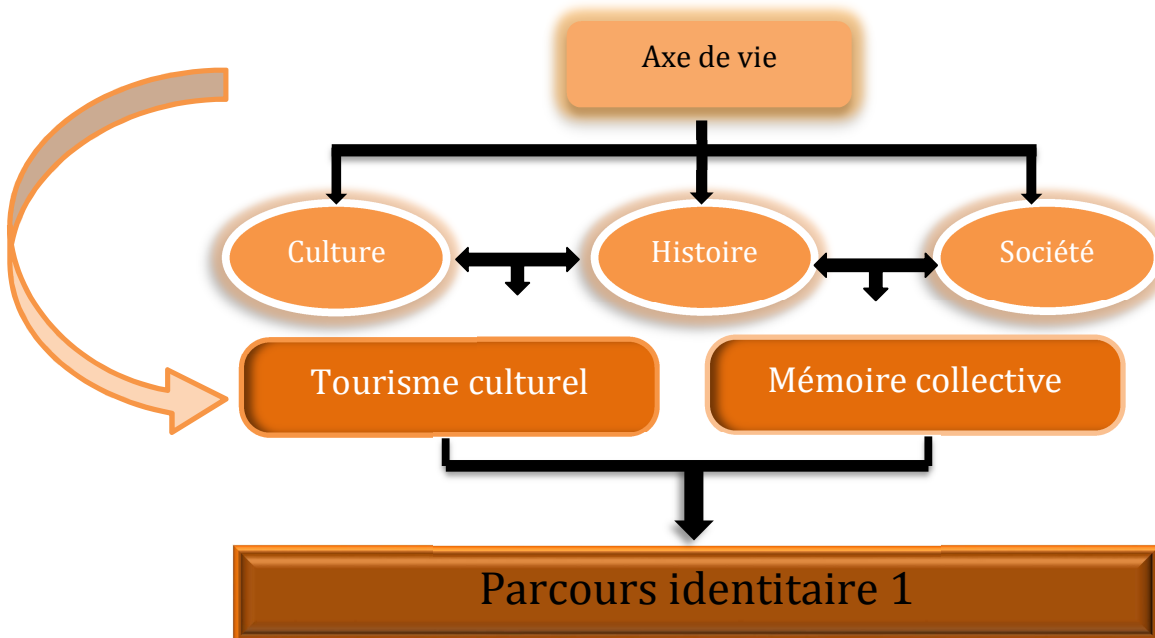 Axe de vie
Culture
Histoire
Société
Tourisme culturel
Mémoire collective
Parcours identitaire 1